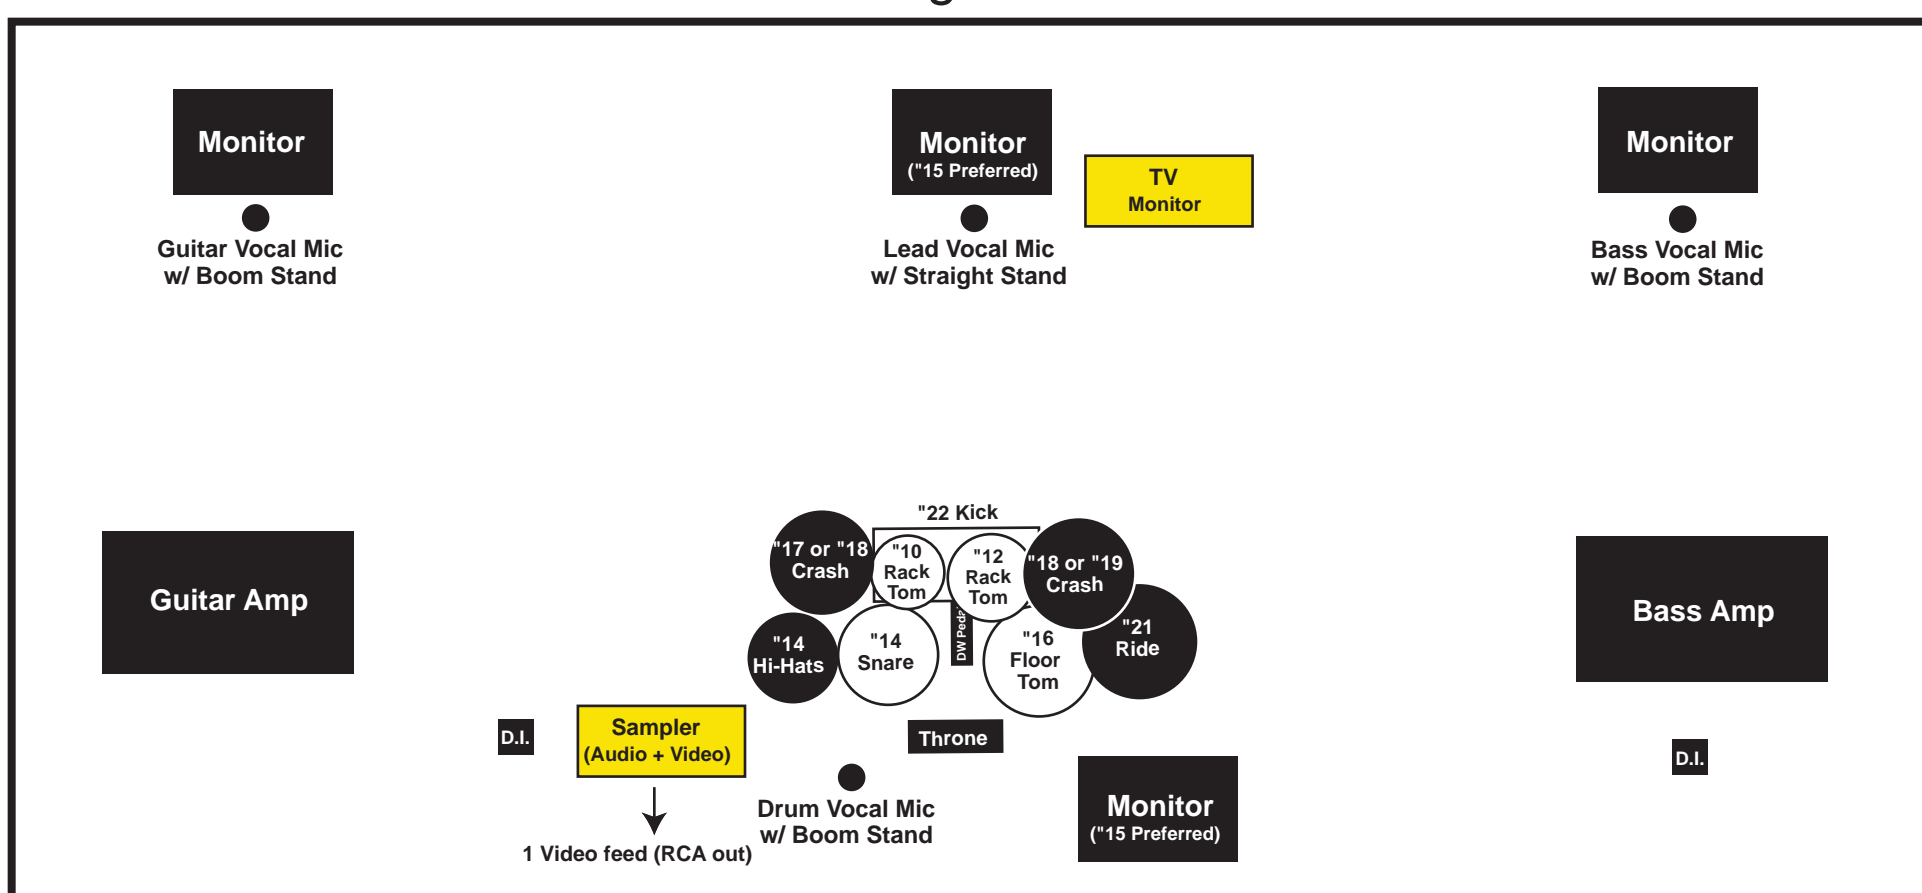 Monitor
Monitor
("15 Preferred)
Monitor
TV
Monitor
Guitar Vocal Mic
w/ Boom Stand
Lead Vocal Mic
w/ Straight Stand
Bass Vocal Mic
w/ Boom Stand
"22 Kick
"17 or "18
Crash
"10
Rack
Tom
"12
Rack
Tom
"18 or "19
Crash
Guitar Amp
Bass Amp
"14
Hi-Hats
"14
Snare
DW Peda
"16
Floor
Tom
"21
Ride
D.I.
Sampler
(Audio + Video)
Throne
D.I.
Drum Vocal Mic
w/ Boom Stand
Monitor
("15 Preferred)
1 Video feed (RCA out)